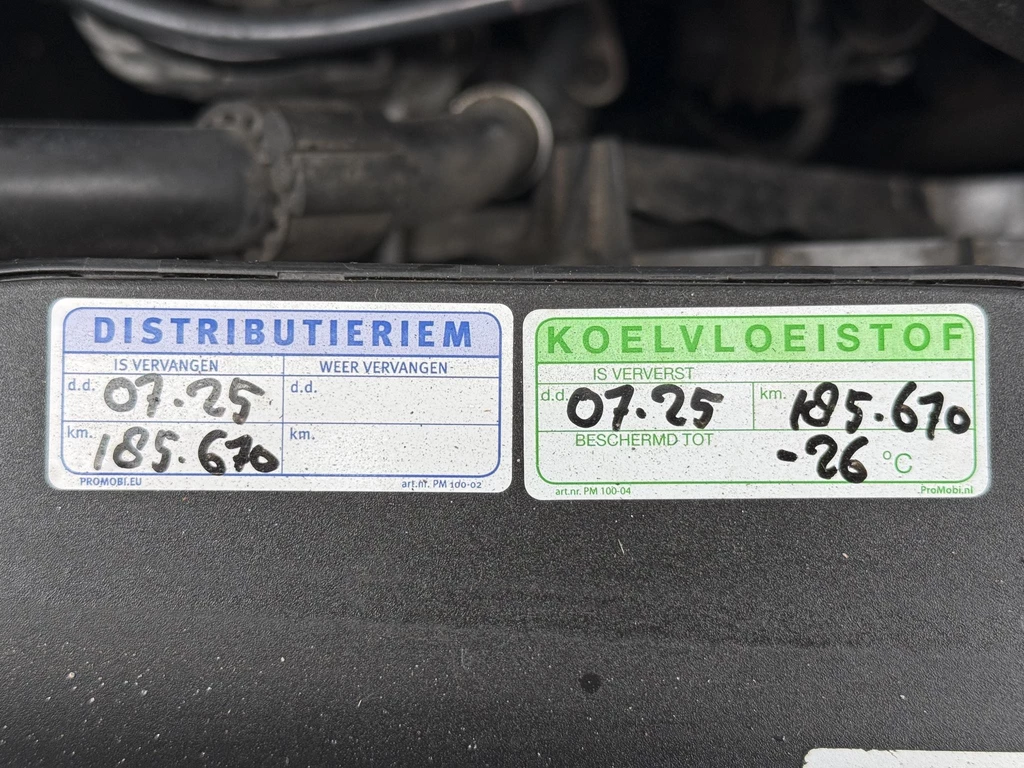 DISTRIBUTIERIEM
IS VERVANGEN WEER VERVANGEN
d.d. 07.25 d.d.
km. 185.670 km.
PROMOBI.EU art.nr. PM 100-02
KOELVLOEISTOF
IS VERVERST
d.d. 07.25 km. 185.670
BESCHERMD TOT -26 °C
art.nr. PM 100-04 ProMobi.nl